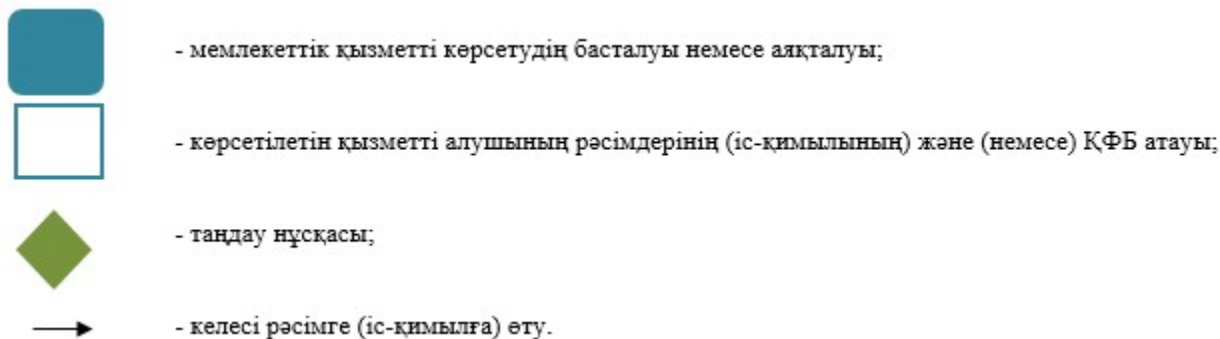 - мемлекеттік қызметті көрсетудің басталуы немесе аяқталуы;
- көрсетілетін қызметті алушының рәсімдерінің (іс-қимылының) және (немесе) ҚФБ атауы;
- таңдау нұсқасы;
- келесі рәсімге (іс-қимылға) өту.